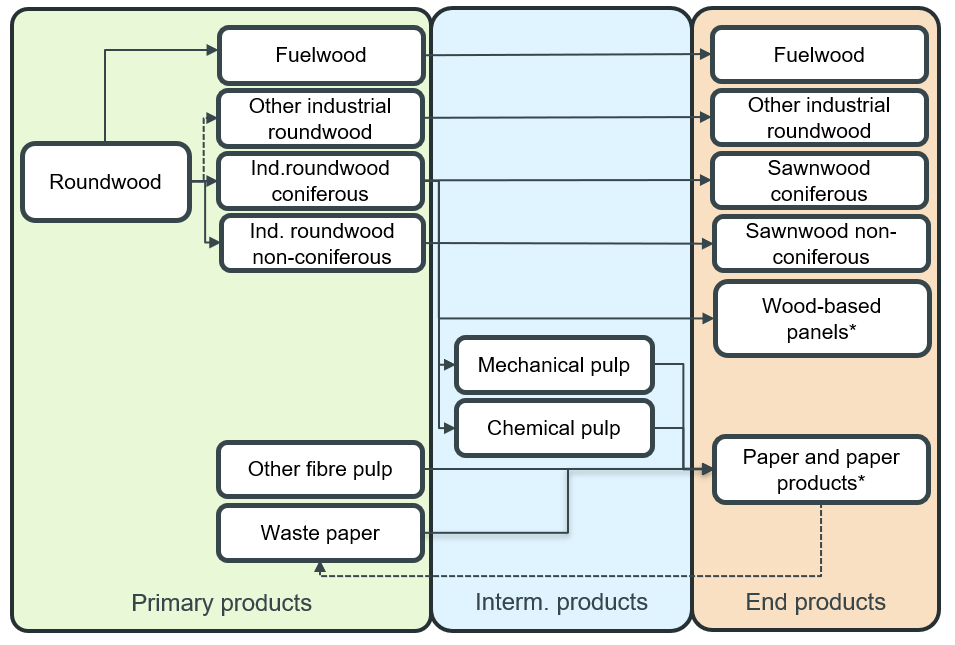 Fuelwood
Other industrial
roundwood
Roundwood
Ind.roundwood
coniferous
Ind. roundwood
non-coniferous
Other fibre pulp
Waste paper
Primary products
Mechanical pulp
Chemical pulp
Interm. products
Fuelwood
Other industrial
roundwood
Sawnwood
coniferous
Sawnwood non-
coniferous
Wood-based
panels*
Paper and paper
products*
End products